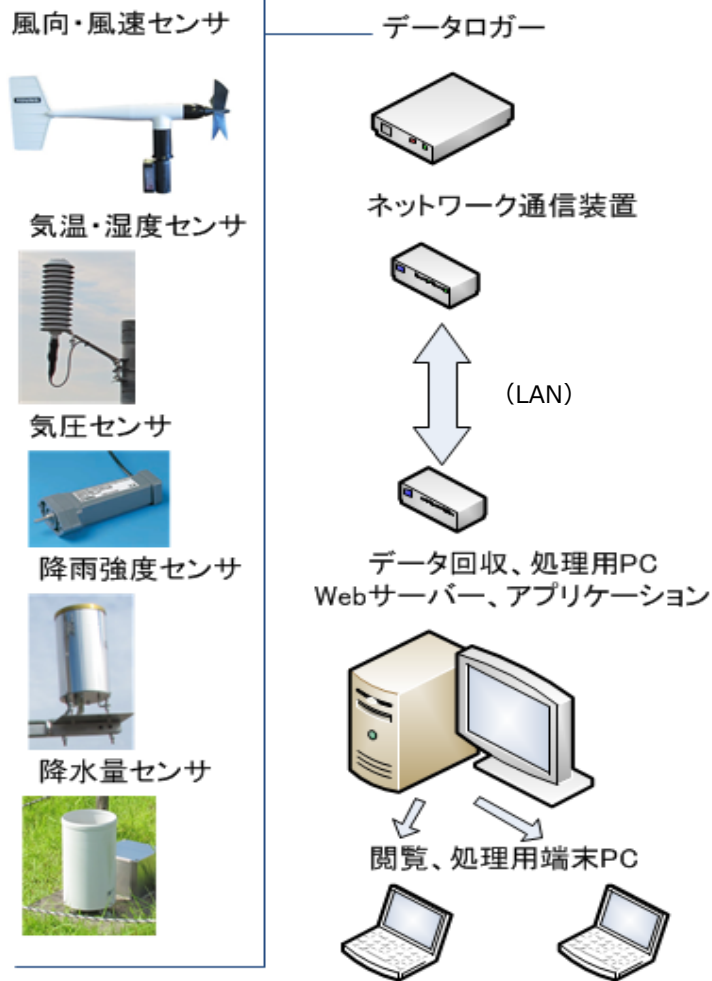 風向・風速センサ
気温・湿度センサ
気圧センサ
降雨強度センサ
降水量センサ
データロガー
ネットワーク通信装置
（LAN）
データ回収、処理用PC
Webサーバー、アプリケーション
閲覧、処理用端末PC